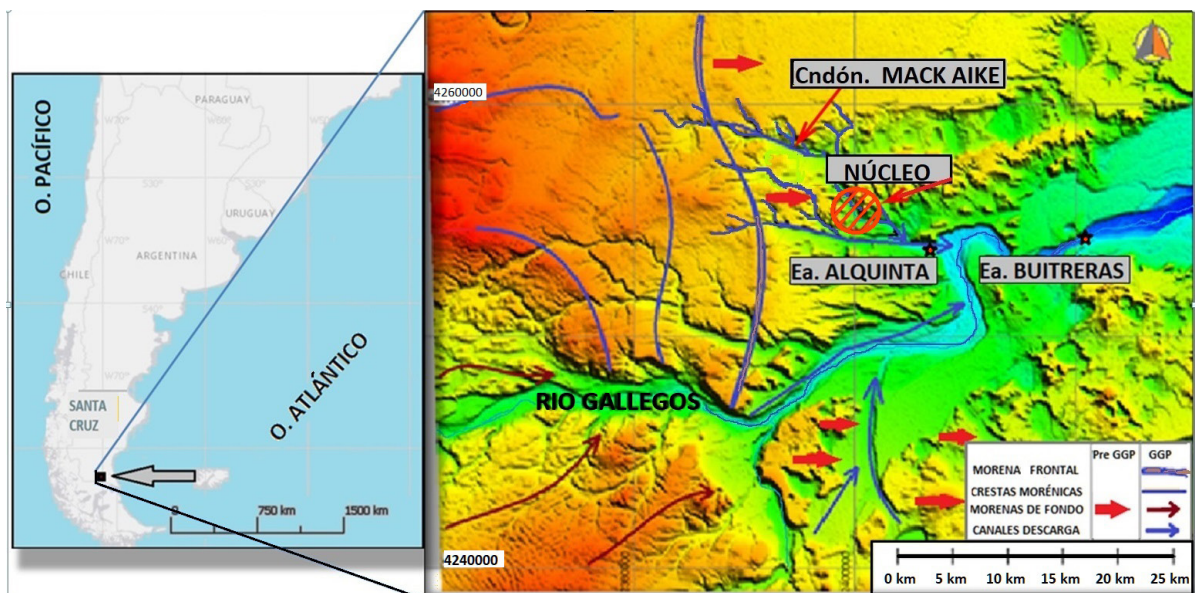 O. PACÍFICO
PARAGUAY
URUGUAY
ARGENTINA
CHILE
SANTA
CRUZ
O. ATLÁNTICO
0
750 km
1500 km
4260000
Cndón. MACK AIKE
NÚCLEO
Ea. ALQUINTA
Ea. BUITRERAS
RIO GALLEGOS
4240000
Pre GGP
GGP
MORENA FRONTAL
CRESTAS MORÉNICAS
MORENAS DE FONDO
CANALES DESCARGA
0 km 5 km 10 km 15 km 20 km 25 km